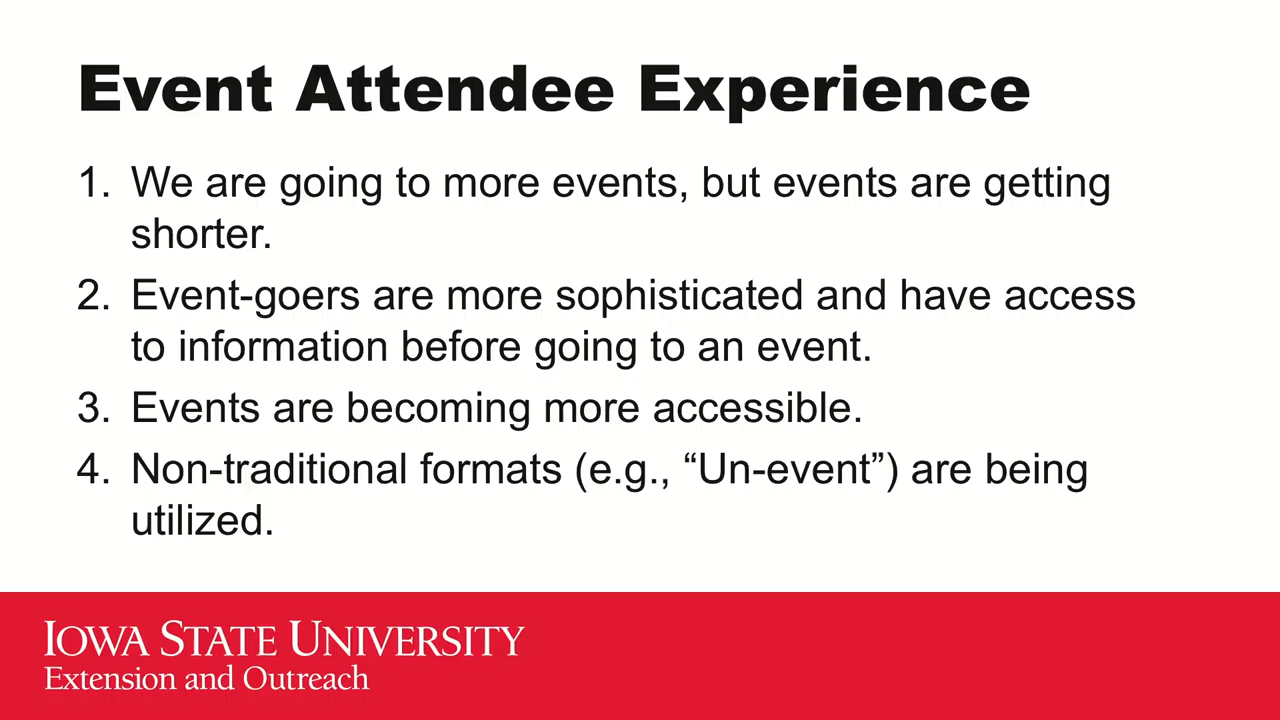 Event Attendee Experience
1. We are going to more events, but events are getting
shorter.
2. Event-goers are more sophisticated and have access
to information before going to an event.
3. Events are becoming more accessible.
4. Non-traditional formats (e.g., “Un-event”) are being
utilized.
IOWA STATE UNIVERSITY
Extension and Outreach